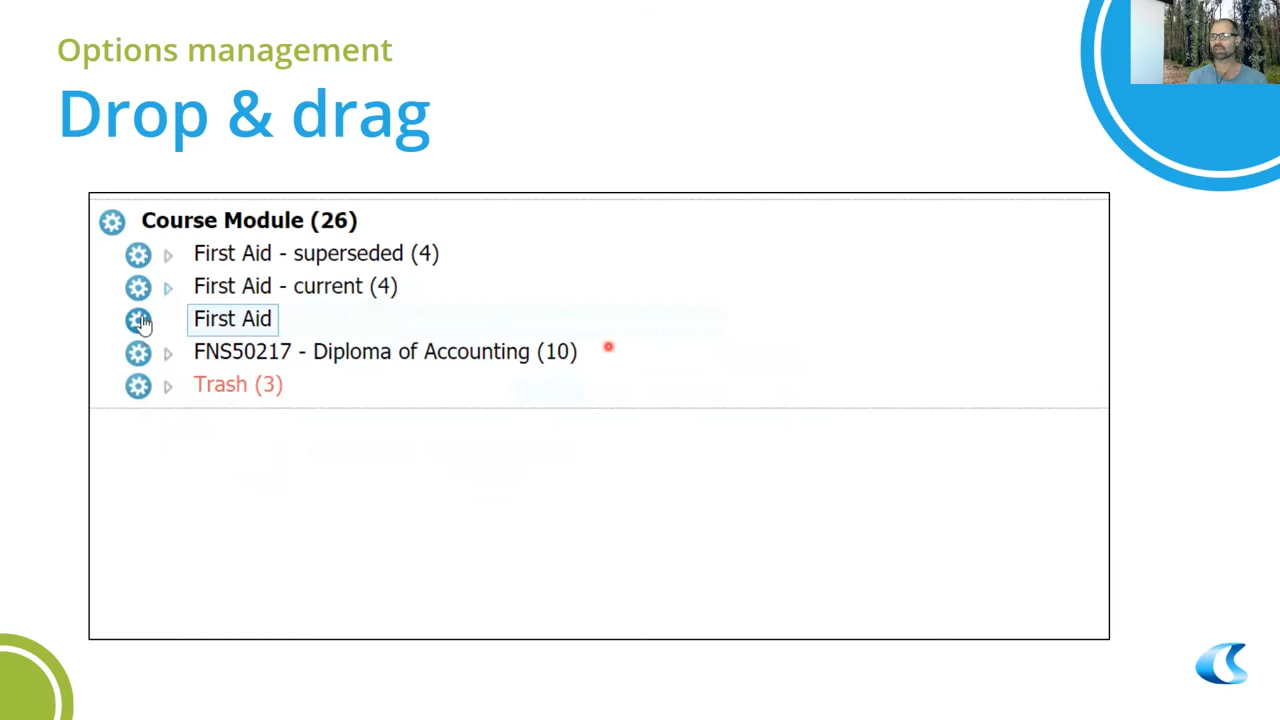 Options management
Drop & drag
Course Module (26)
First Aid - superseded (4)
First Aid - current (4)
First Aid
FNS50217 - Diploma of Accounting (10)
Trash (3)